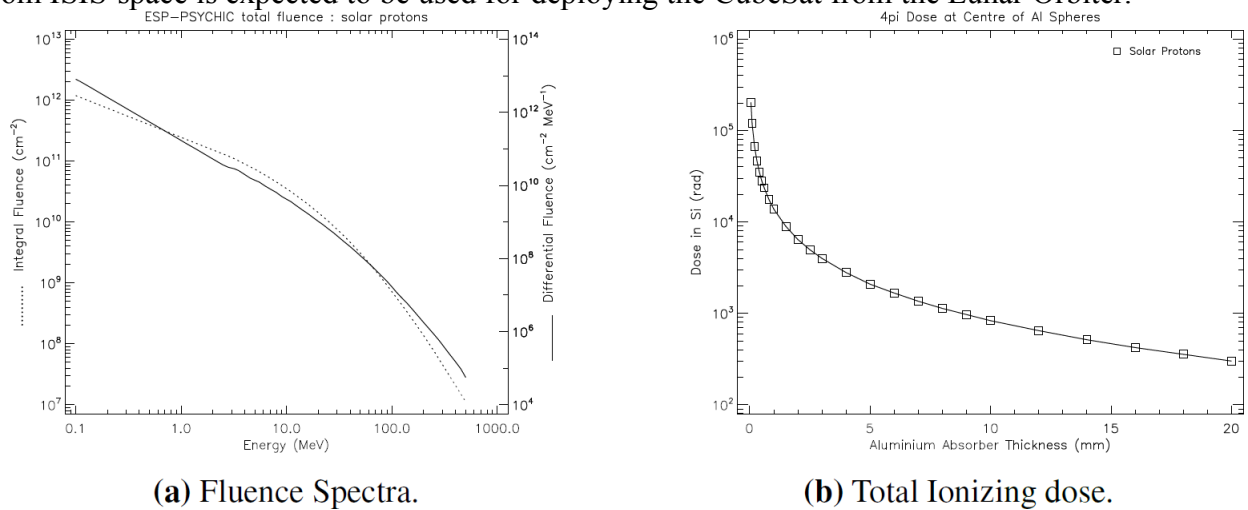 om ISIS-space is expected to be used for deploying the CubeSat from the Lunar Orbiter.
ESP-PSYCHIC total fluence : solar protons
10^13
10^12
10^11
10^10
10^9
10^8
10^7
Integral Fluence (cm^-2)
10^14
10^12
10^10
10^8
10^6
10^4
Differential Fluence (cm^-2 MeV^-1)
0.1 1.0 10.0 100.0 1000.0
Energy (MeV)
(a) Fluence Spectra.
4pi Dose at Centre of Al Spheres
Solar Protons
10^6
10^5
10^4
10^3
10^2
Dose in Si (rad)
0 5 10 15 20
Aluminium Absorber Thickness (mm)
(b) Total Ionizing dose.